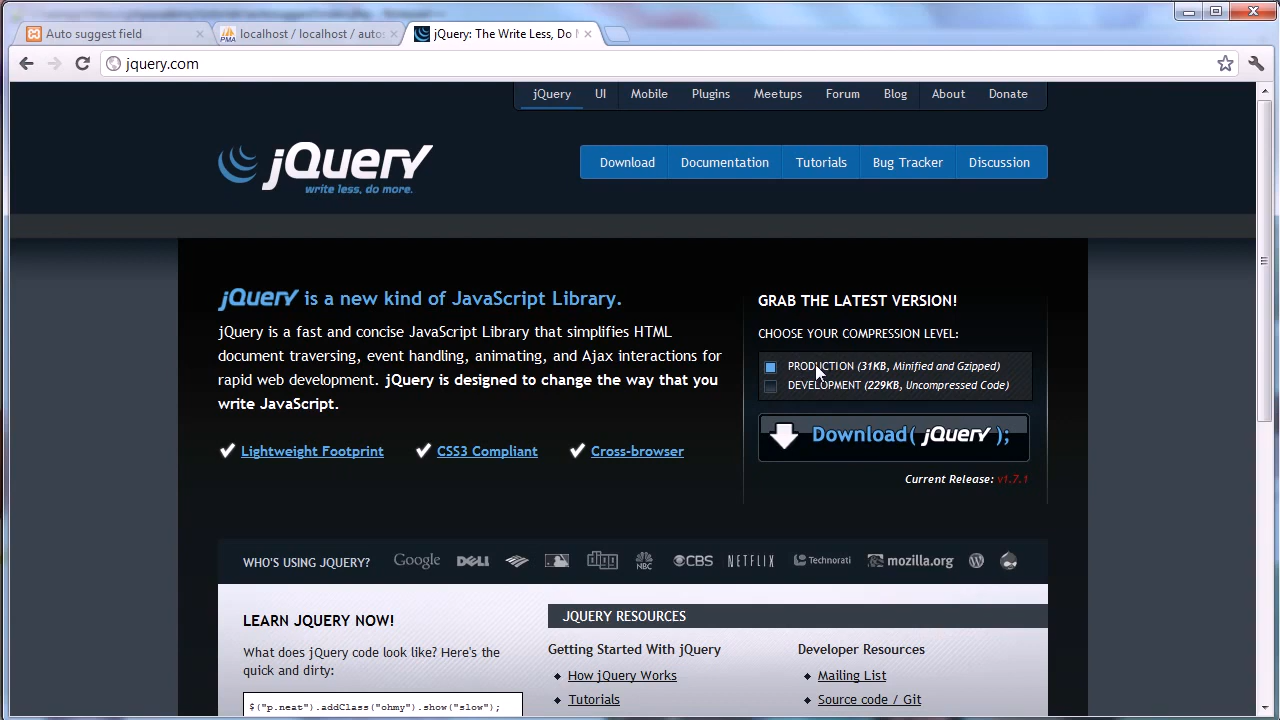 Auto suggest field
localhost / localhost / autos
jQuery: The Write Less, Do M
jquery.com
jQuery
UI
Mobile
Plugins
Meetups
Forum
Blog
About
Donate
jQuery
write less, do more.
Download
Documentation
Tutorials
Bug Tracker
Discussion
jQuery is a new kind of JavaScript Library.
jQuery is a fast and concise JavaScript Library that simplifies HTML
document traversing, event handling, animating, and Ajax interactions for
rapid web development. jQuery is designed to change the way that you
write JavaScript.
Lightweight Footprint
CSS3 Compliant
Cross-browser
GRAB THE LATEST VERSION!
CHOOSE YOUR COMPRESSION LEVEL:
PRODUCTION (31KB, Minified and Gzipped)
DEVELOPMENT (229KB, Uncompressed Code)
Download( jQuery );
Current Release: v1.7.1
WHO'S USING JQUERY?
Google
DELL
digg
NBC
CBS
NETFLIX
Technorati
mozilla.org
LEARN JQUERY NOW!
What does jQuery code look like? Here's the
quick and dirty:
$("p.neat").addClass("ohmy").show("slow");
JQUERY RESOURCES
Getting Started With jQuery
How jQuery Works
Tutorials
Developer Resources
Mailing List
Source code / Git